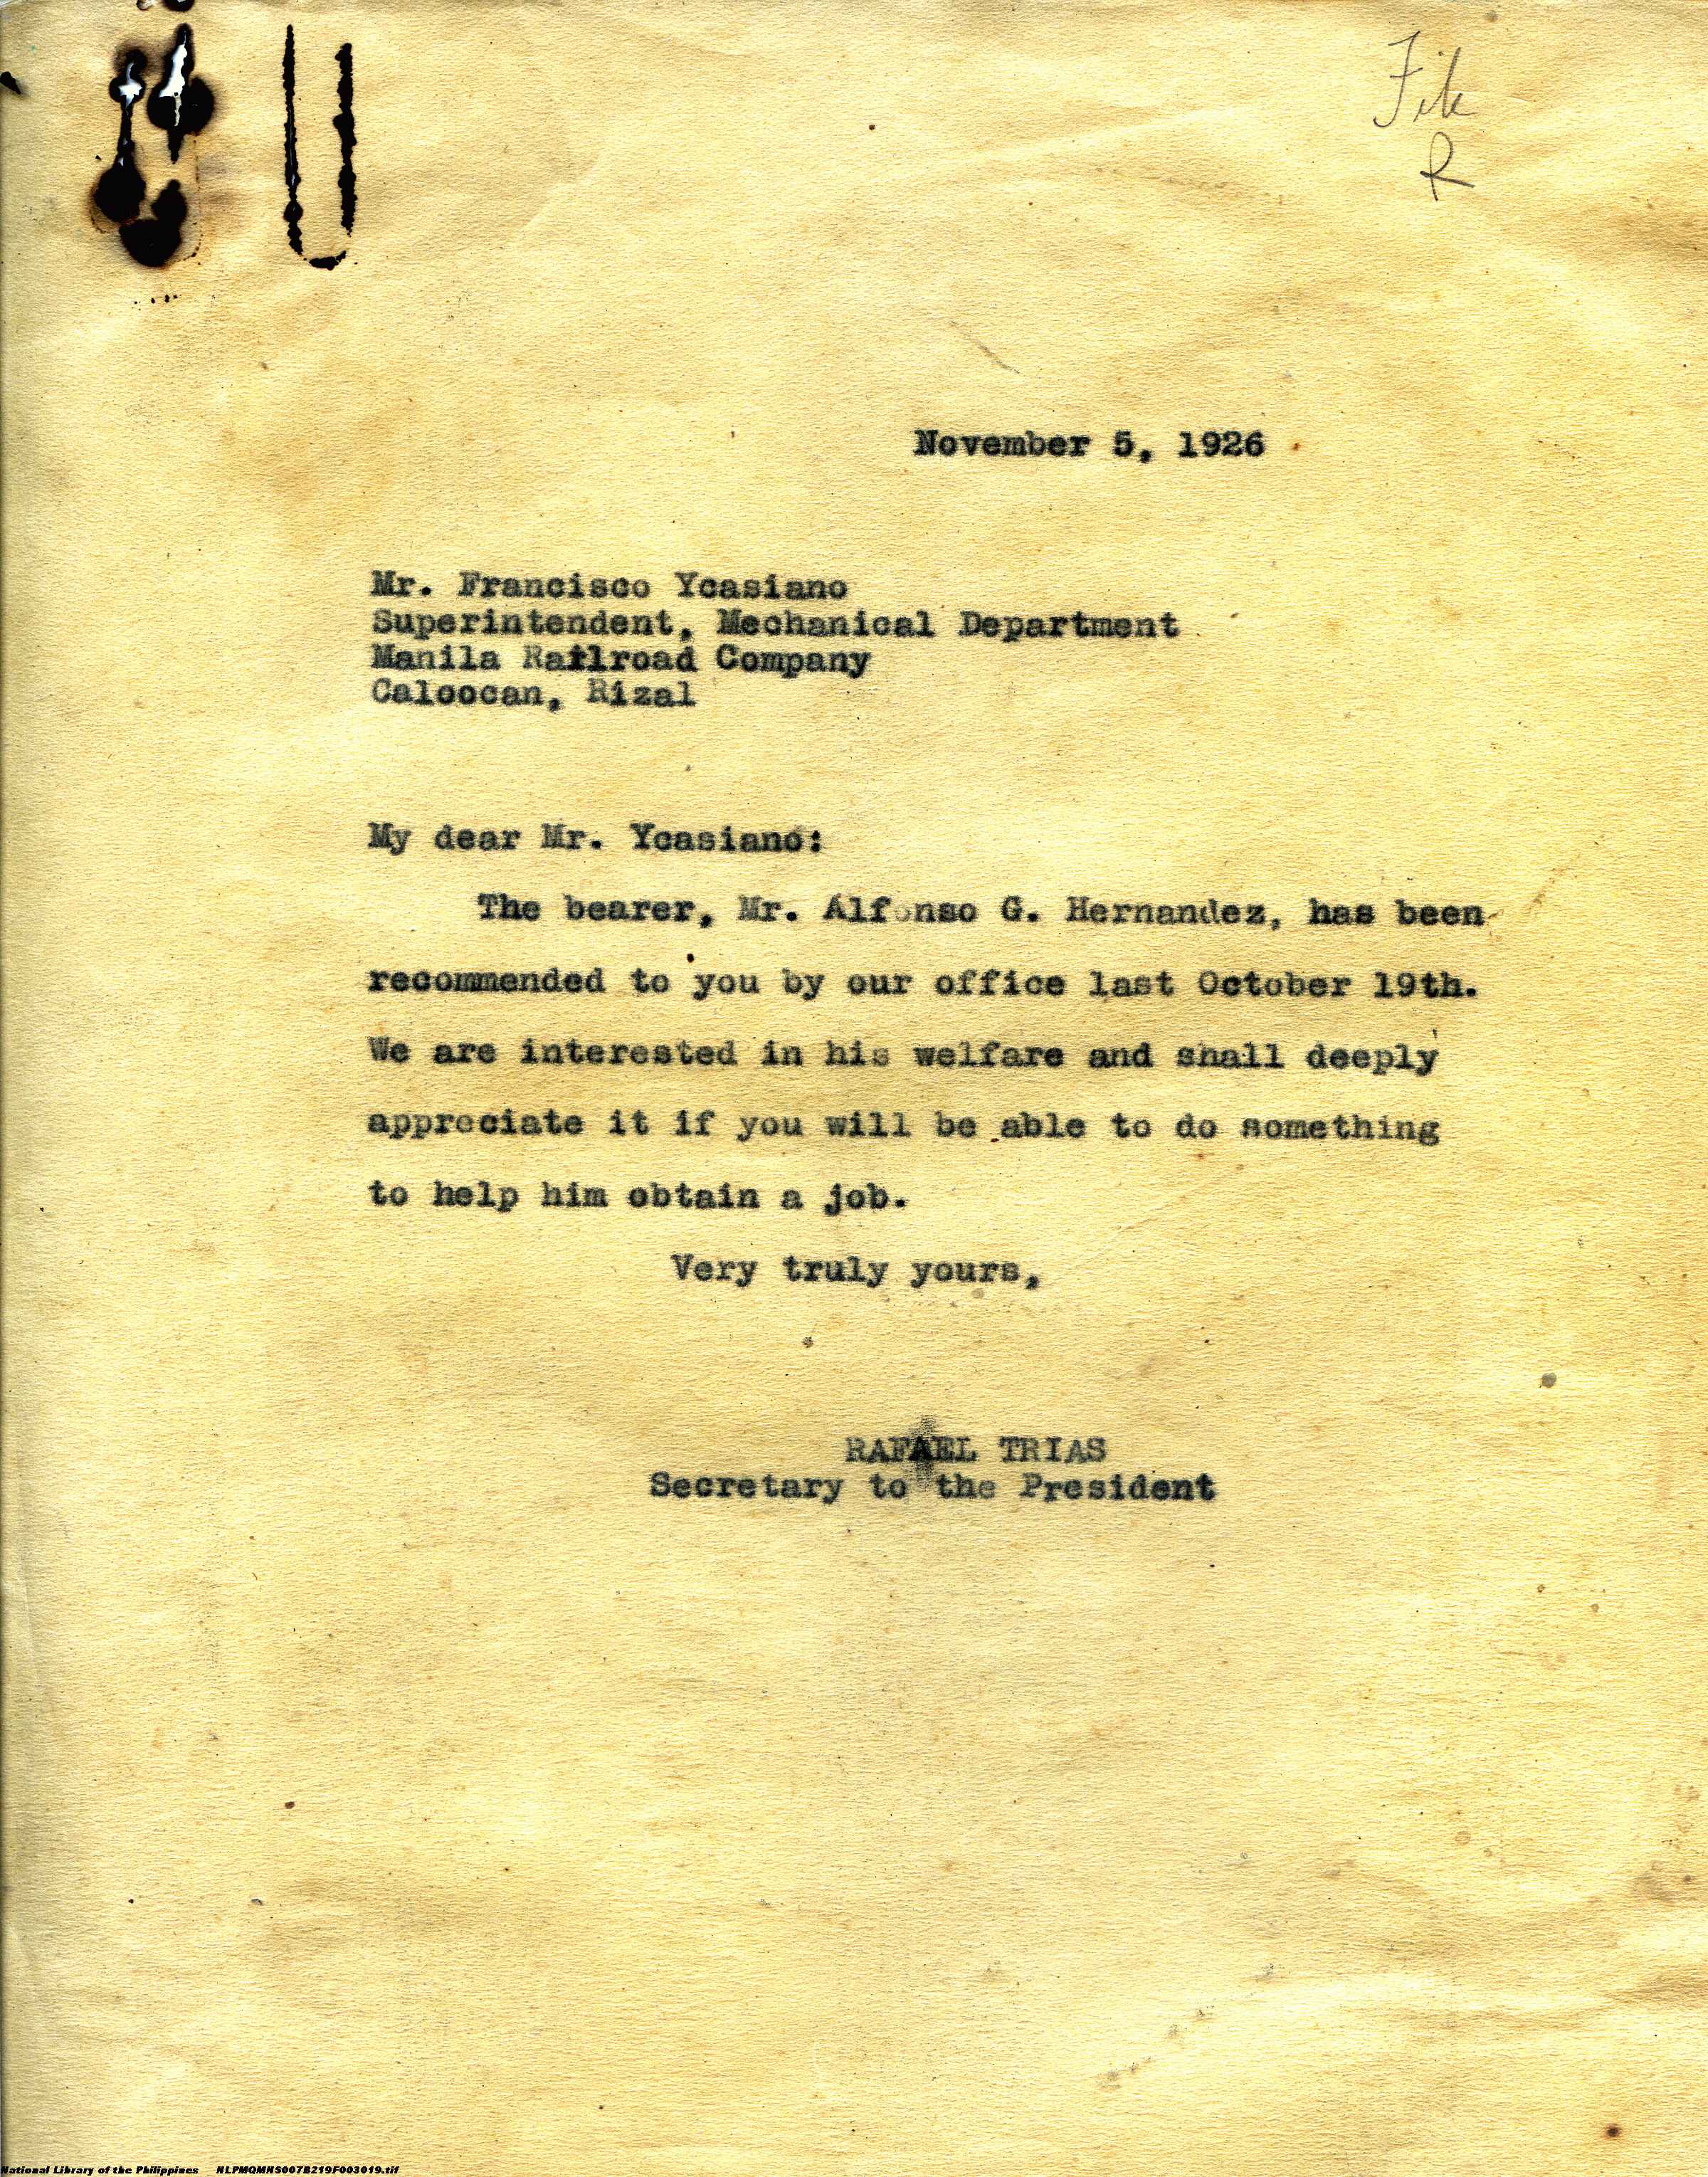 File
R
November 5, 1926
Mr. Francisco Ycasiano
Superintendent, Mechanical Department
Manila Railroad Company
Caloocan, Rizal
My dear Mr. Ycasiano:
The bearer, Mr. Alfonso G. Hernandez, has been
recommended to you by our office last October 19th.
We are interested in his welfare and shall deeply
appreciate it if you will be able to do something
to help him obtain a job.
Very truly yours,
RAFAEL TRIAS
Secretary to the President
National Library of the Philippines NLPMQMNS007B219F003019.tif